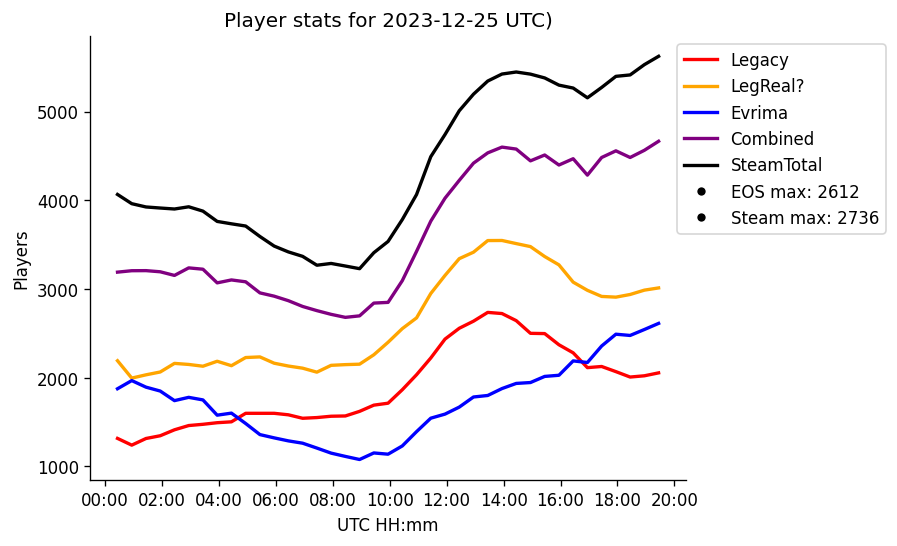 Player stats for 2023-12-25 UTC)
Legacy
LegReal?
Evrima
Combined
SteamTotal
EOS max: 2612
Steam max: 2736
Players
5000
4000
3000
2000
1000
00:00 02:00 04:00 06:00 08:00 10:00 12:00 14:00 16:00 18:00 20:00
UTC HH:mm